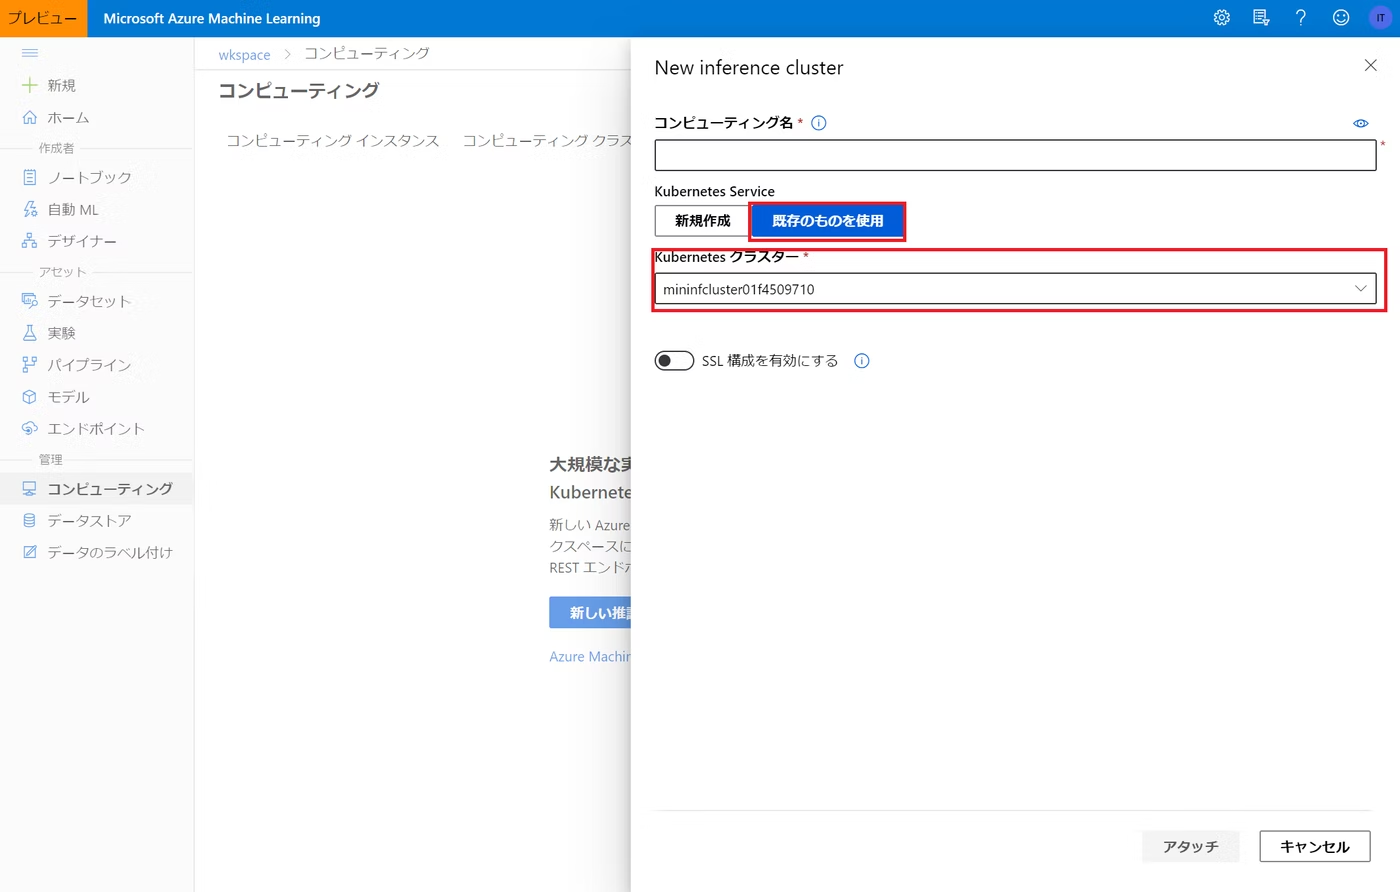 プレビュー Microsoft Azure Machine Learning IT
新規
ホーム
作成者
ノートブック
自動 ML
デザイナー
アセット
データセット
実験
パイプライン
モデル
エンドポイント
管理
コンピューティング
データストア
データのラベル付け
wkspace > コンピューティング
コンピューティング
コンピューティング インスタンス コンピューティング クラス
大規模な実
Kubernete
新しい Azure
クスペースに
REST エンドポ
新しい推論
Azure Machin
New inference cluster
コンピューティング名 *
*
Kubernetes Service
新規作成 既存のものを使用
Kubernetes クラスター *
mininfcluster01f4509710
SSL 構成を有効にする
アタッチ キャンセル